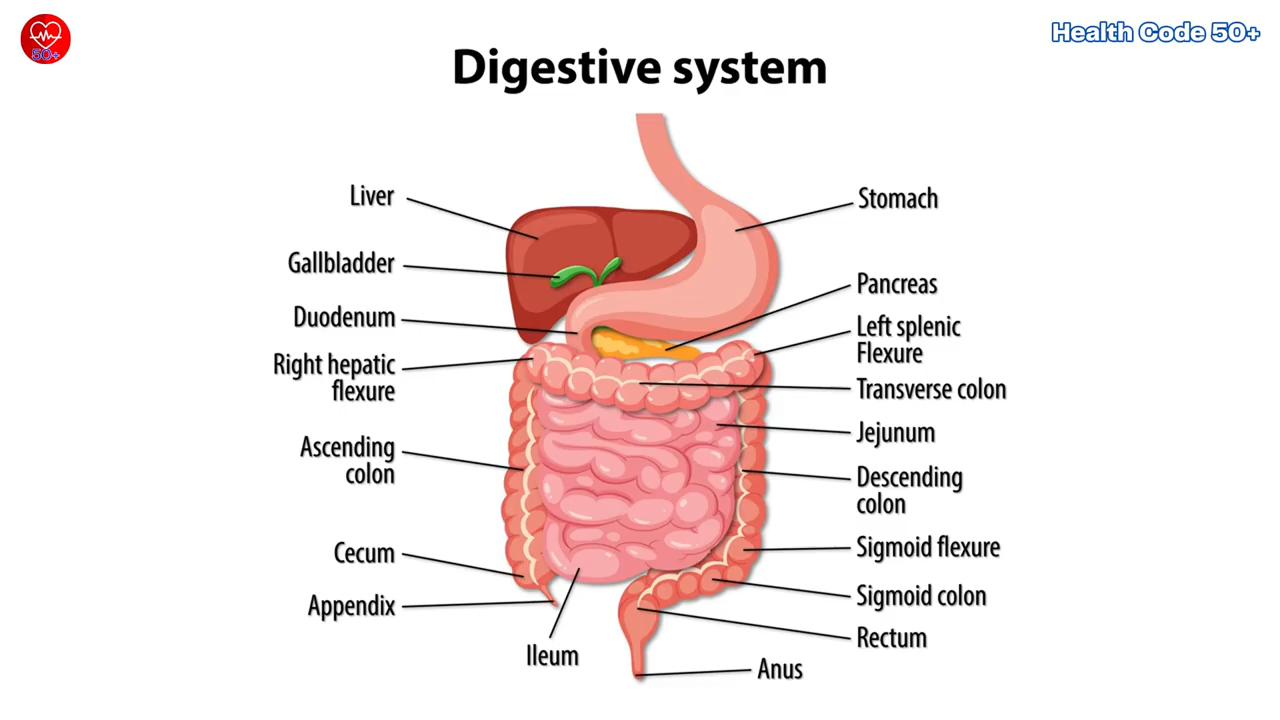 50+
Health Code 50+
Digestive system
Liver
Gallbladder
Duodenum
Right hepatic
flexure
Ascending
colon
Cecum
Appendix
Ileum
Stomach
Pancreas
Left splenic
Flexure
Transverse colon
Jejunum
Descending
colon
Sigmoid flexure
Sigmoid colon
Rectum
Anus